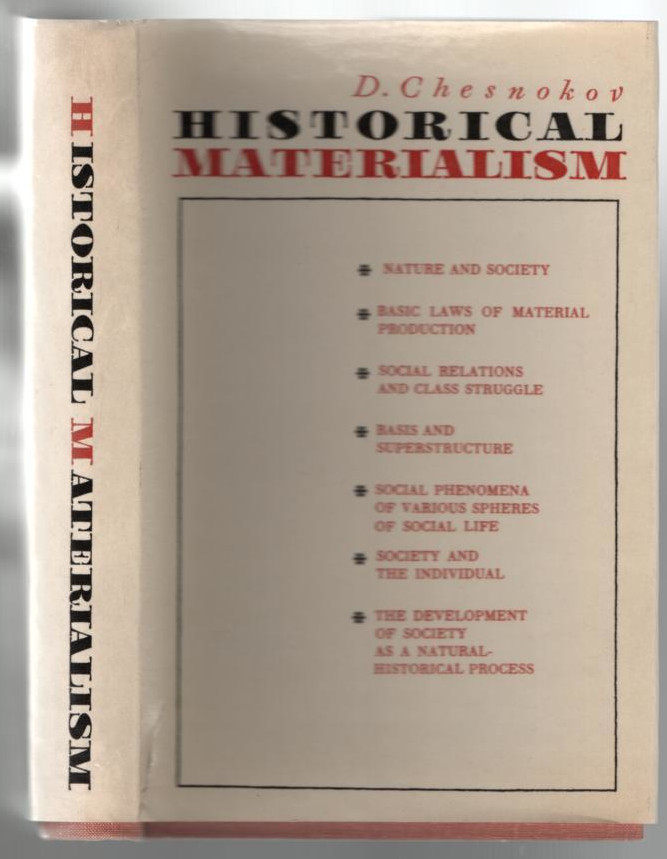 HISTORICAL MATERIALISM
D. Chesnokov
HISTORICAL
MATERIALISM
NATURE AND SOCIETY
BASIC LAWS OF MATERIAL
PRODUCTION
SOCIAL RELATIONS
AND CLASS STRUGGLE
BASIS AND
SUPERSTRUCTURE
SOCIAL PHENOMENA
OF VARIOUS SPHERES
OF SOCIAL LIFE
SOCIETY AND
THE INDIVIDUAL
THE DEVELOPMENT
OF SOCIETY
AS A NATURAL-
HISTORICAL PROCESS